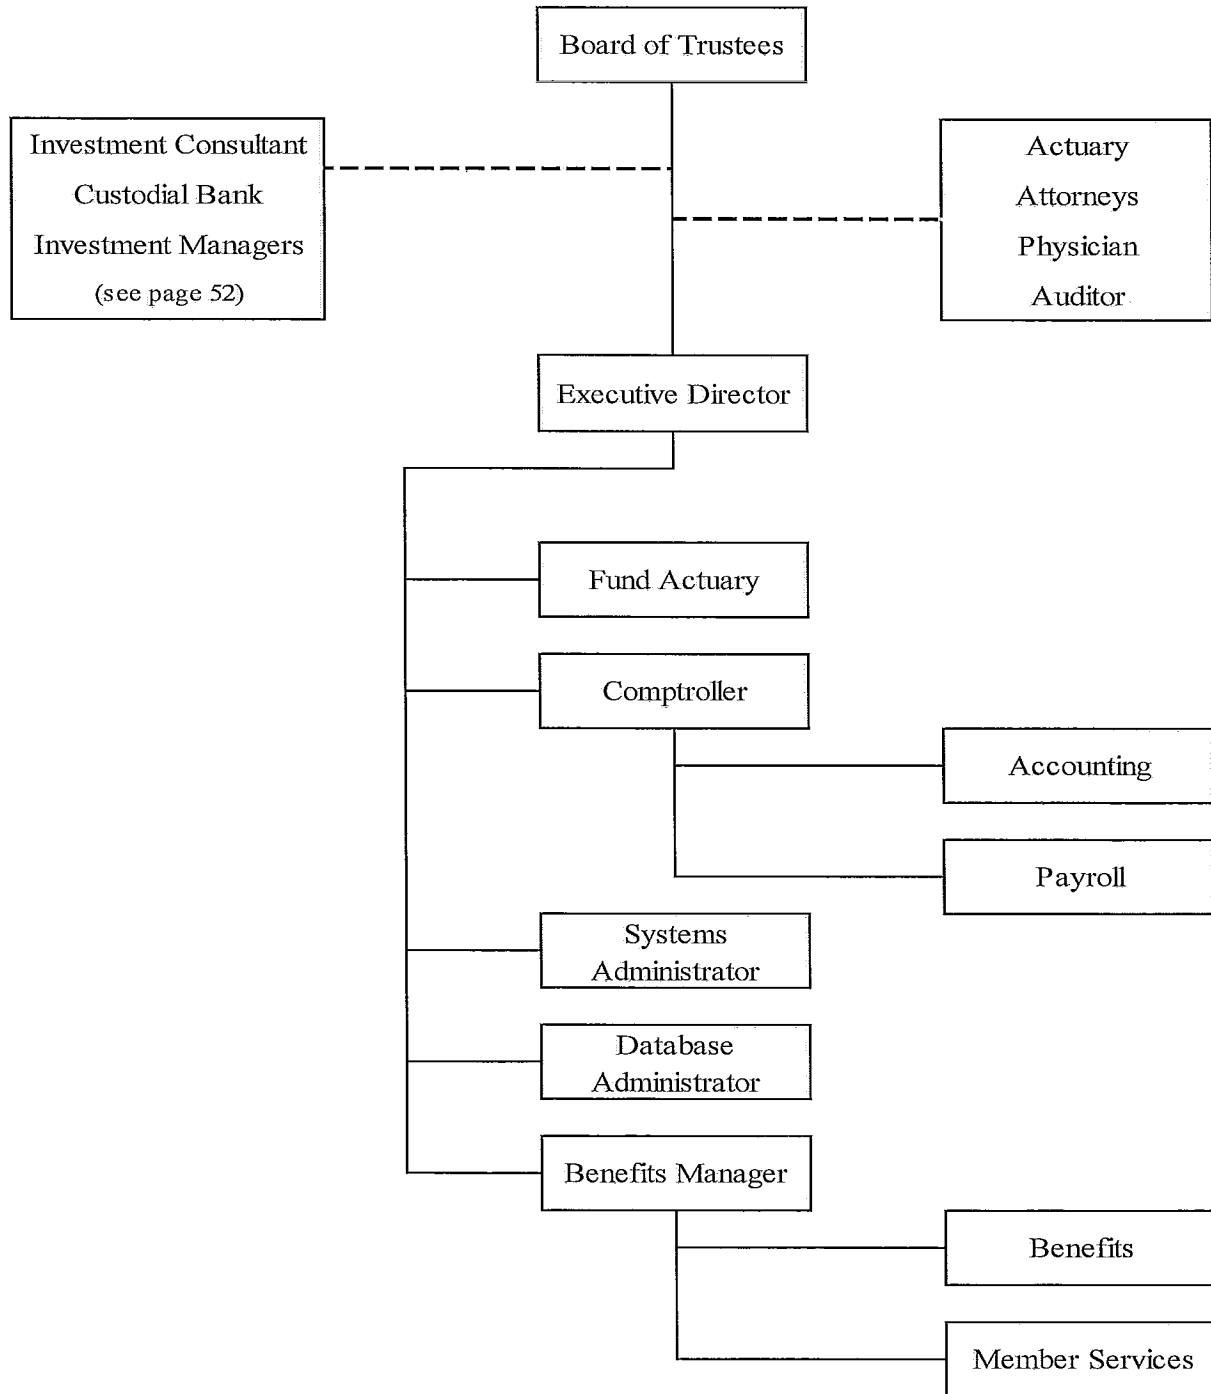 Board of Trustees
Investment Consultant
Custodial Bank
Investment Managers
(see page 52)
Actuary
Attorneys
Physician
Auditor
Executive Director
Fund Actuary
Comptroller
Accounting
Payroll
Systems
Administrator
Database
Administrator
Benefits Manager
Benefits
Member Services